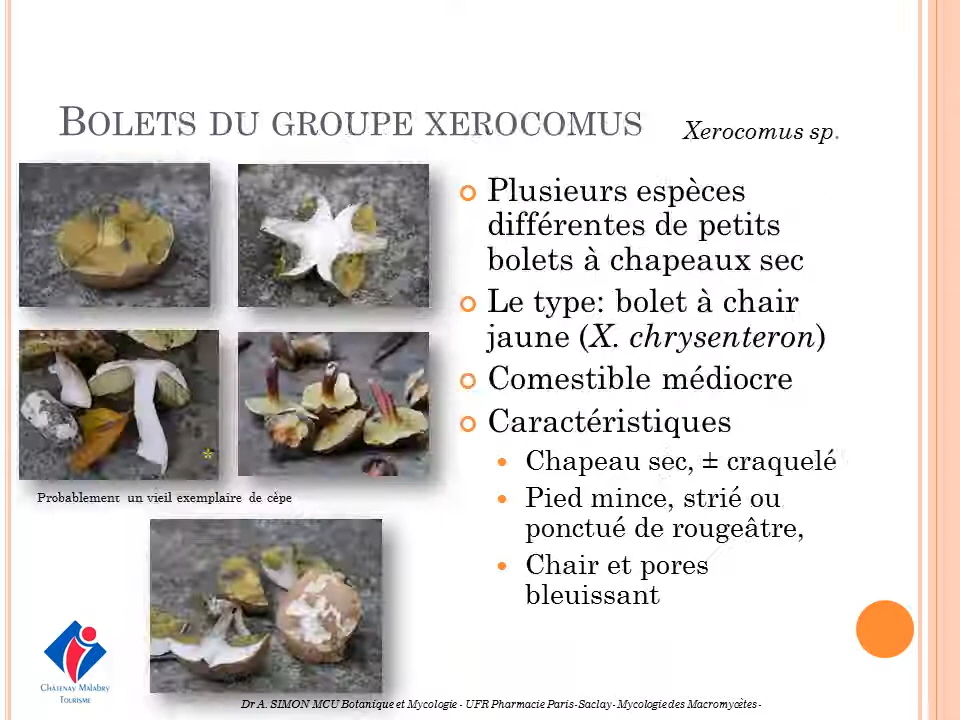 BOLETS DU GROUPE XEROCOMUS
Xerocomus sp.
Plusieurs espèces
différentes de petits
bolets à chapeaux sec
Le type: bolet à chair
jaune (X. chrysenteron)
Comestible médiocre
Caractéristiques
Chapeau sec, ± craquelé
Pied mince, strié ou
ponctué de rougeâtre,
Chair et pores
bleuissant
*
Probablement un vieil exemplaire de cèpe
CHÂTENAY MALABRY
TOURISME
Dr A. SIMON MCU Botanique et Mycologie - UFR Pharmacie Paris-Saclay- Mycologie des Macromycètes -